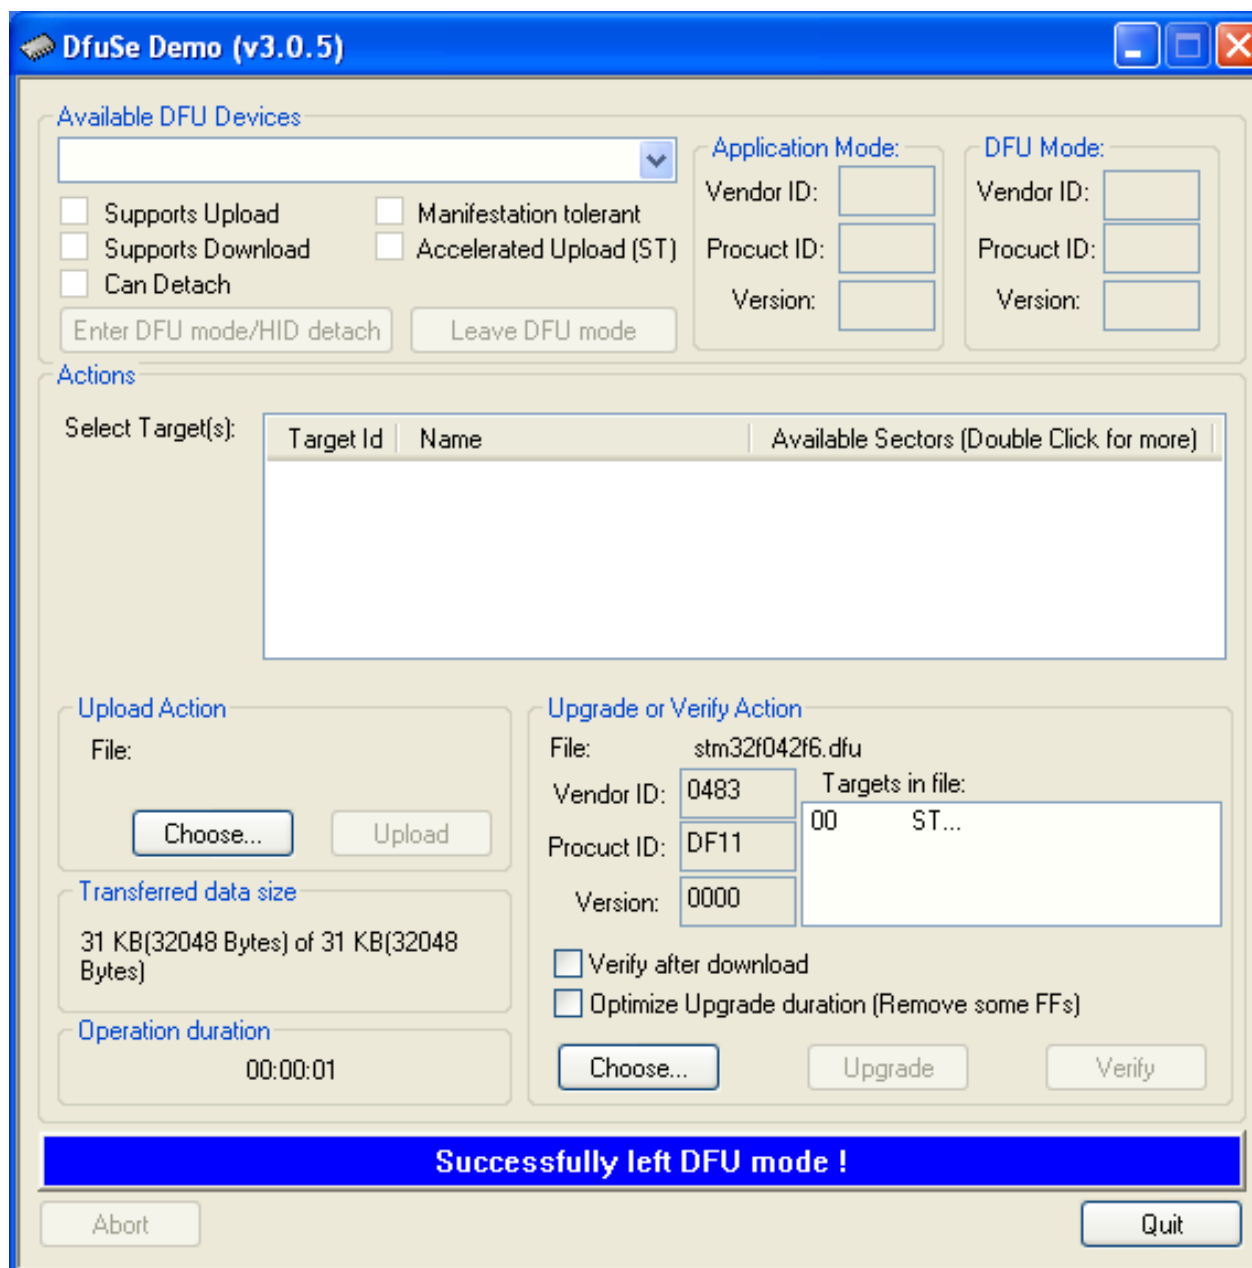 DfuSe Demo (v3.0.5)
Available DFU Devices
Supports Upload
Manifestation tolerant
Supports Download
Accelerated Upload (ST)
Can Detach
Enter DFU mode/HID detach
Leave DFU mode
Application Mode:
Vendor ID:
Procuct ID:
Version:
DFU Mode:
Vendor ID:
Procuct ID:
Version:
Actions
Select Target(s):
Target Id
Name
Available Sectors (Double Click for more)
Upload Action
File:
Choose...
Upload
Transferred data size
31 KB(32048 Bytes) of 31 KB(32048
Bytes)
Operation duration
00:00:01
Upgrade or Verify Action
File: stm32f042f6.dfu
Vendor ID: 0483
Procuct ID: DF11
Version: 0000
Targets in file:
00 ST...
Verify after download
Optimize Upgrade duration (Remove some FFs)
Choose...
Upgrade
Verify
Successfully left DFU mode !
Abort
Quit